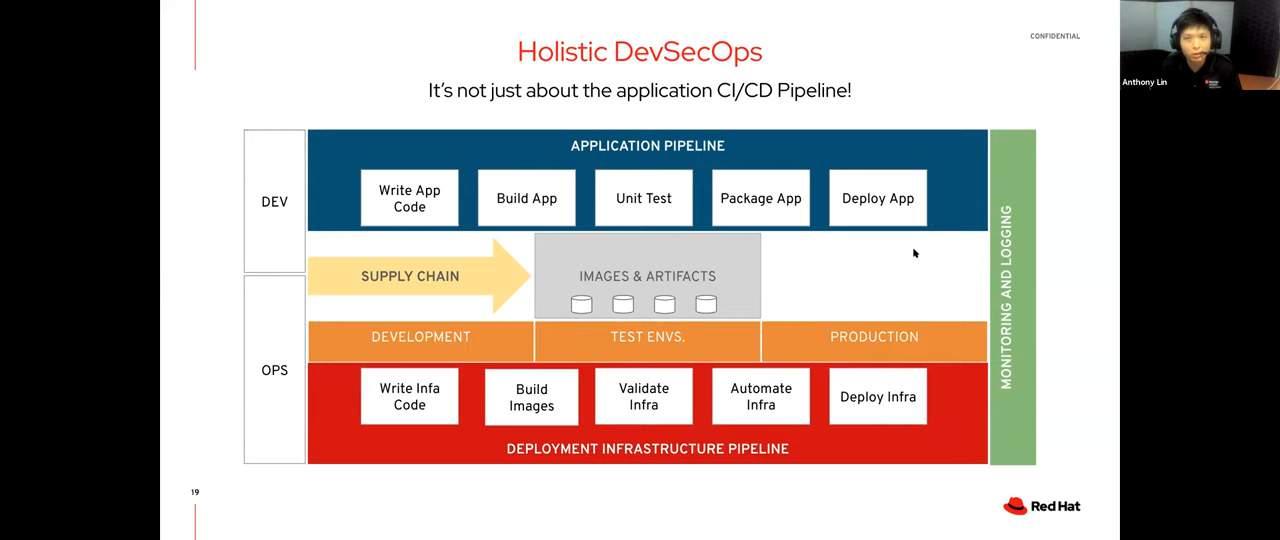 CONFIDENTIAL
Holistic DevSecOps
It's not just about the application CI/CD Pipeline!
Anthony Lin
DEV
APPLICATION PIPELINE
Write App
Code
Build App
Unit Test
Package App
Deploy App
SUPPLY CHAIN
IMAGES & ARTIFACTS
MONITORING AND LOGGING
OPS
DEVELOPMENT
TEST ENVS.
PRODUCTION
Write Infa
Code
Build
Images
Validate
Infra
Automate
Infra
Deploy Infra
DEPLOYMENT INFRASTRUCTURE PIPELINE
19
Red Hat